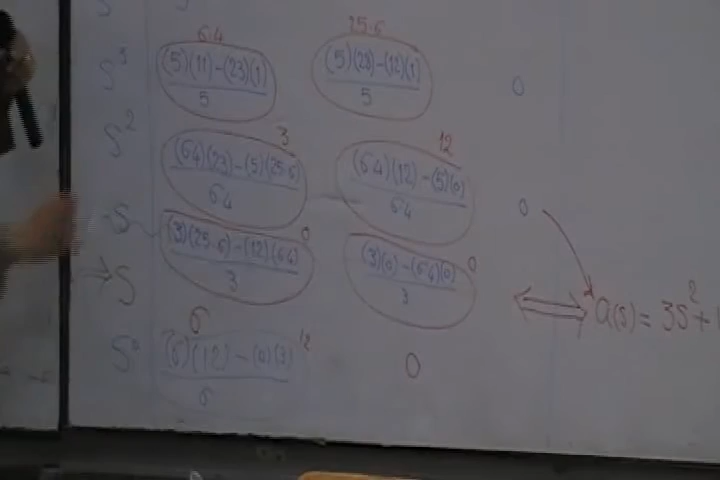 6.4 25.6
S³ (5)(11)-(23)(1) / 5 (5)(28)-(12)(1) / 5 0
3 12
S² (6.4)(23)-(5)(25.6) / 6.4 (6.4)(12)-(5)(0) / 6.4 0
S (3)(25.6)-(12)(6.4) / 3 0 (3)(0)-(6.4)(0) / 3 0
→ S ⟺ a(s) = 3s² +
6
S⁰ (6)(12)-(0)(3) / 6 12 0